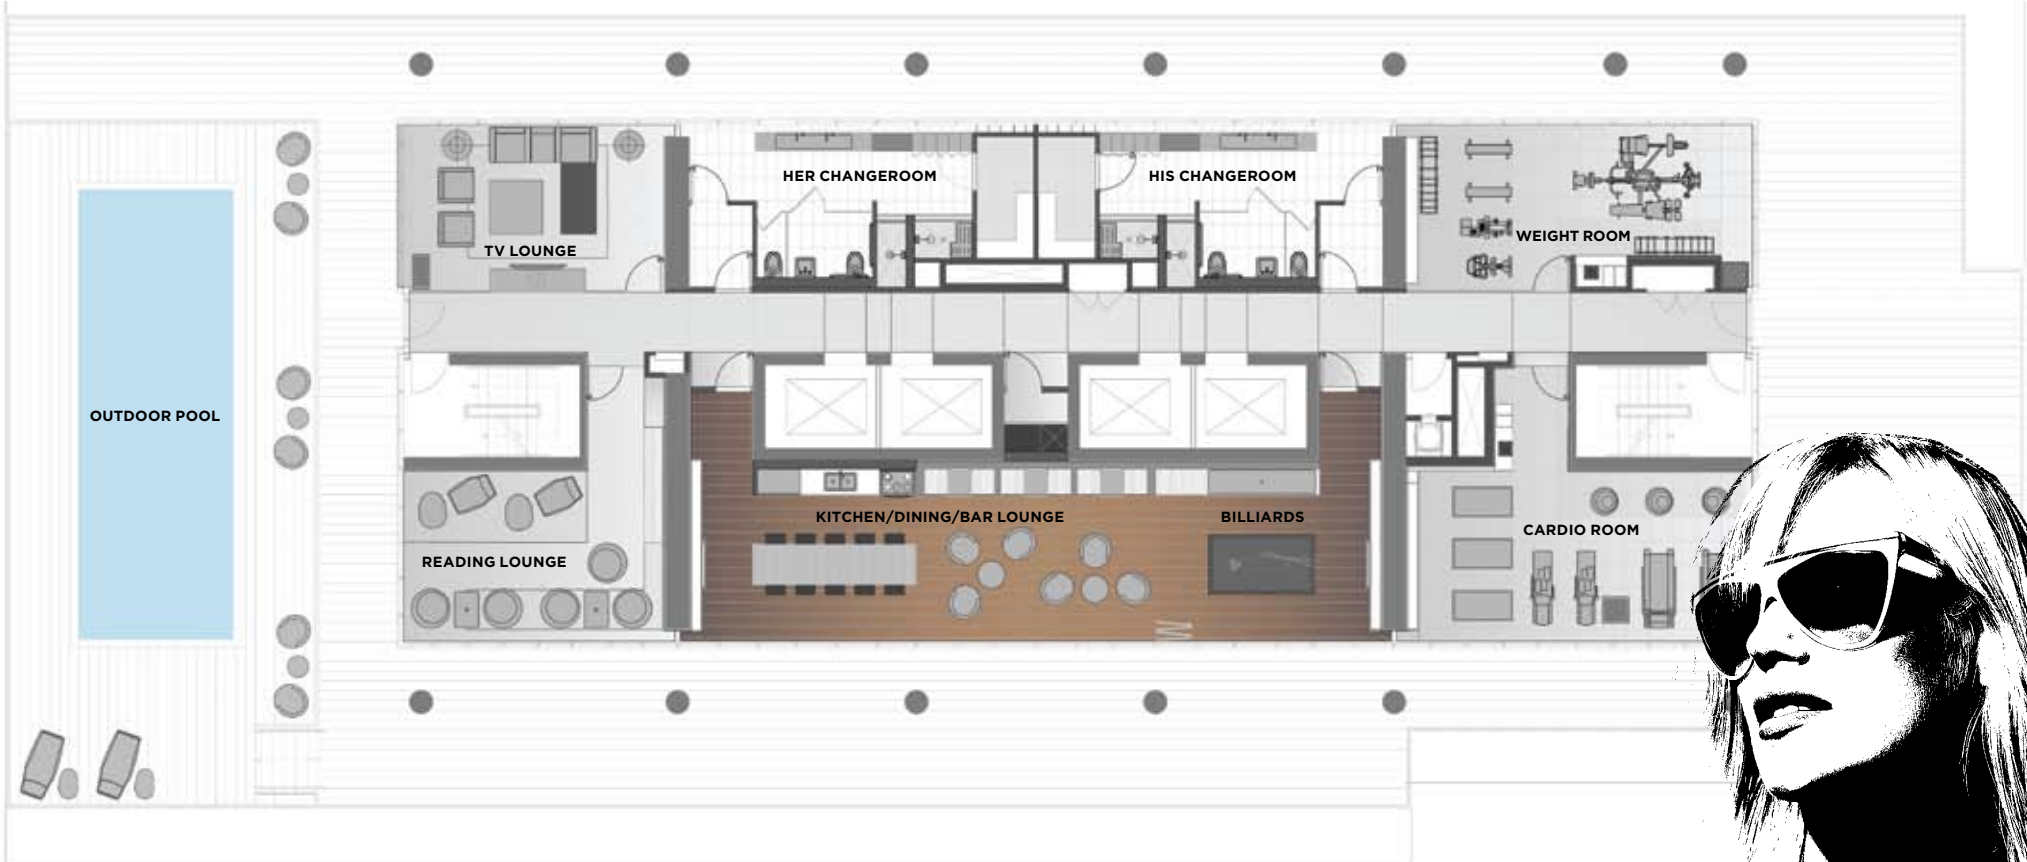 HER CHANGEROOM
HIS CHANGEROOM
TV LOUNGE
WEIGHT ROOM
OUTDOOR POOL
KITCHEN/DINING/BAR LOUNGE
BILLIARDS
CARDIO ROOM
READING LOUNGE